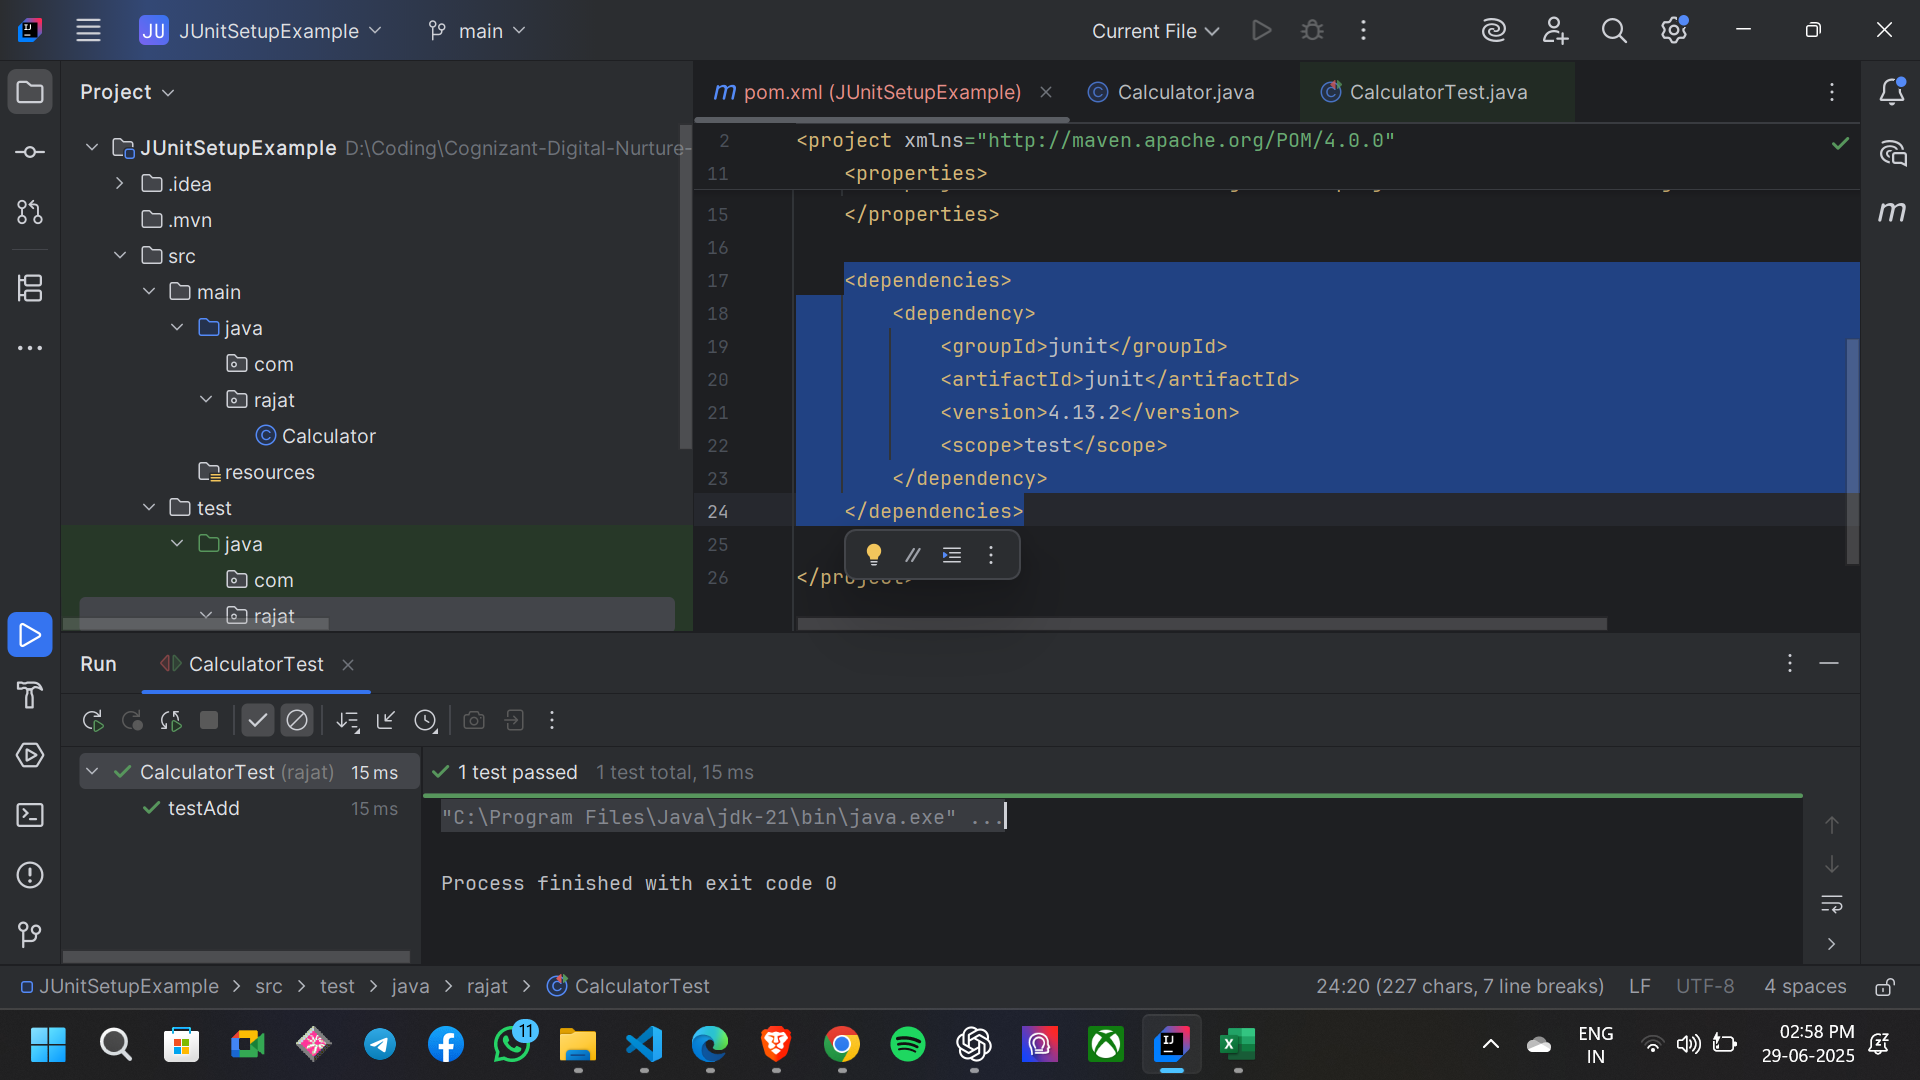 JU JUnitSetupExample main Current File
Project
pom.xml (JUnitSetupExample) Calculator.java CalculatorTest.java
JUnitSetupExample D:\Coding\Cognizant-Digital-Nurture-
.idea
.mvn
src
main
java
com
rajat
Calculator
resources
test
java
com
rajat
2 <project xmlns="http://maven.apache.org/POM/4.0.0"
11 <properties>
15 </properties>
16
17 <dependencies>
18 <dependency>
19 <groupId>junit</groupId>
20 <artifactId>junit</artifactId>
21 <version>4.13.2</version>
22 <scope>test</scope>
23 </dependency>
24 </dependencies>
25
26 </project>
Run CalculatorTest
CalculatorTest (rajat) 15 ms
testAdd 15 ms
1 test passed 1 test total, 15 ms
"C:\Program Files\Java\jdk-21\bin\java.exe" ...
Process finished with exit code 0
JUnitSetupExample > src > test > java > rajat > CalculatorTest 24:20 (227 chars, 7 line breaks) LF UTF-8 4 spaces
11
ENG
IN
02:58 PM
29-06-2025